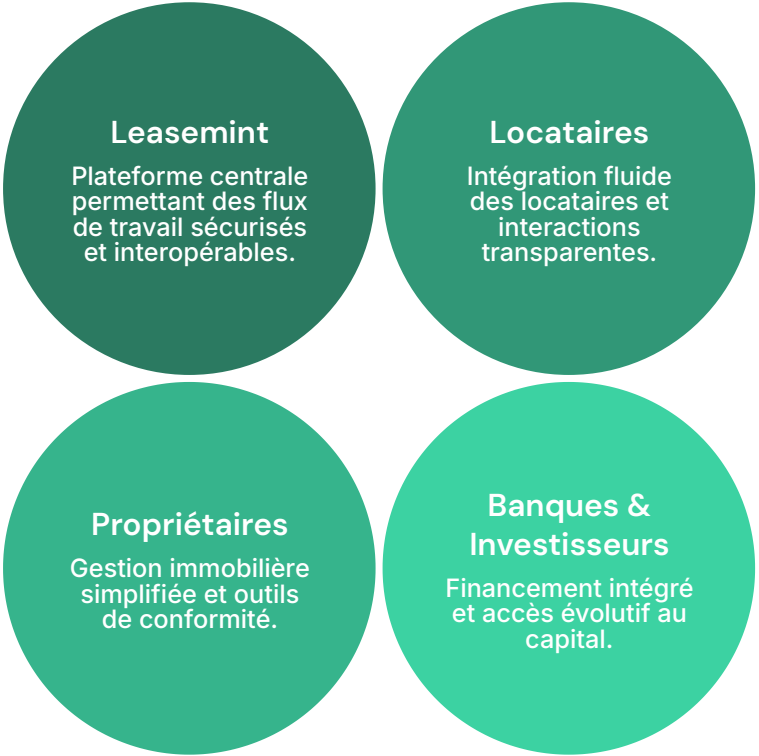 Leasemint
Plateforme centrale
permettant des flux
de travail sécurisés
et interopérables.
Locataires
Intégration fluide
des locataires et
interactions
transparentes.
Propriétaires
Gestion immobilière
simplifiée et outils
de conformité.
Banques &
Investisseurs
Financement intégré
et accès évolutif au
capital.